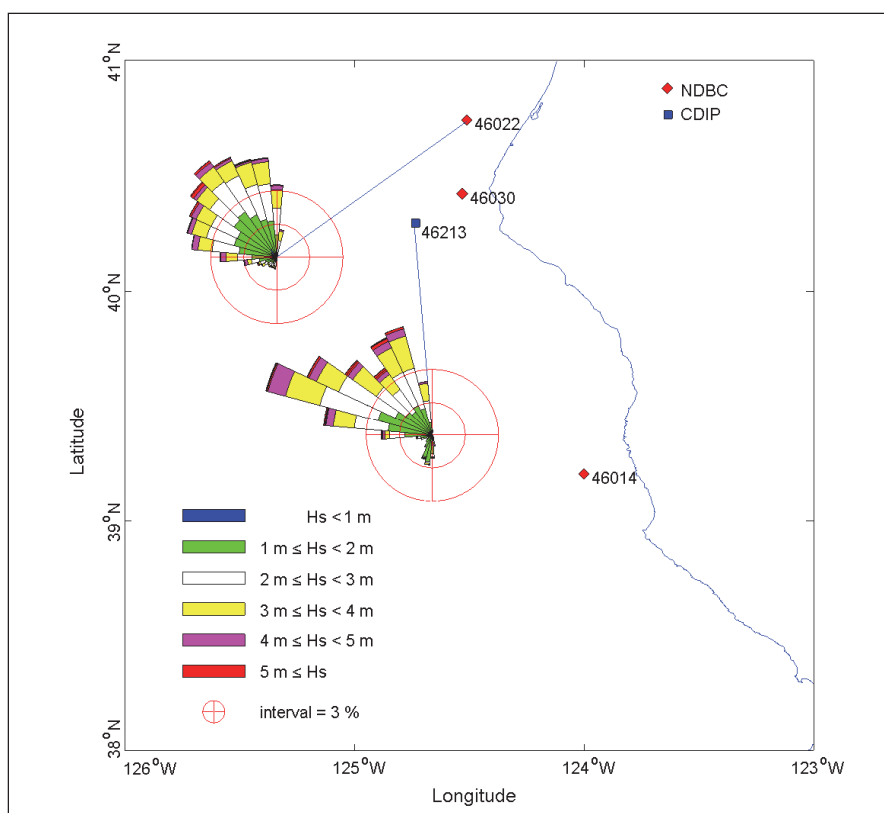 41°N
40°N
39°N
38°N
Latitude
NDBC
CDIP
46022
46030
46213
46014
Hs < 1 m
1 m ≤ Hs < 2 m
2 m ≤ Hs < 3 m
3 m ≤ Hs < 4 m
4 m ≤ Hs < 5 m
5 m ≤ Hs
interval = 3 %
126°W
125°W
124°W
123°W
Longitude